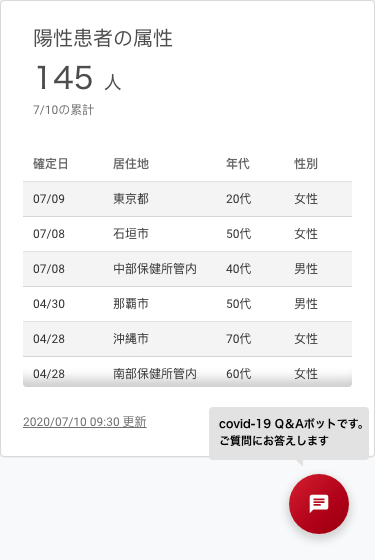 陽性患者の属性
145 人
7/10の累計
確定日 居住地 年代 性別
07/09 東京都 20代 女性
07/08 石垣市 50代 女性
07/08 中部保健所管内 40代 男性
04/30 那覇市 50代 男性
04/28 沖縄市 70代 女性
04/28 南部保健所管内 60代 女性
2020/07/10 09:30 更新
covid-19 Q&Aボットです。
ご質問にお答えします